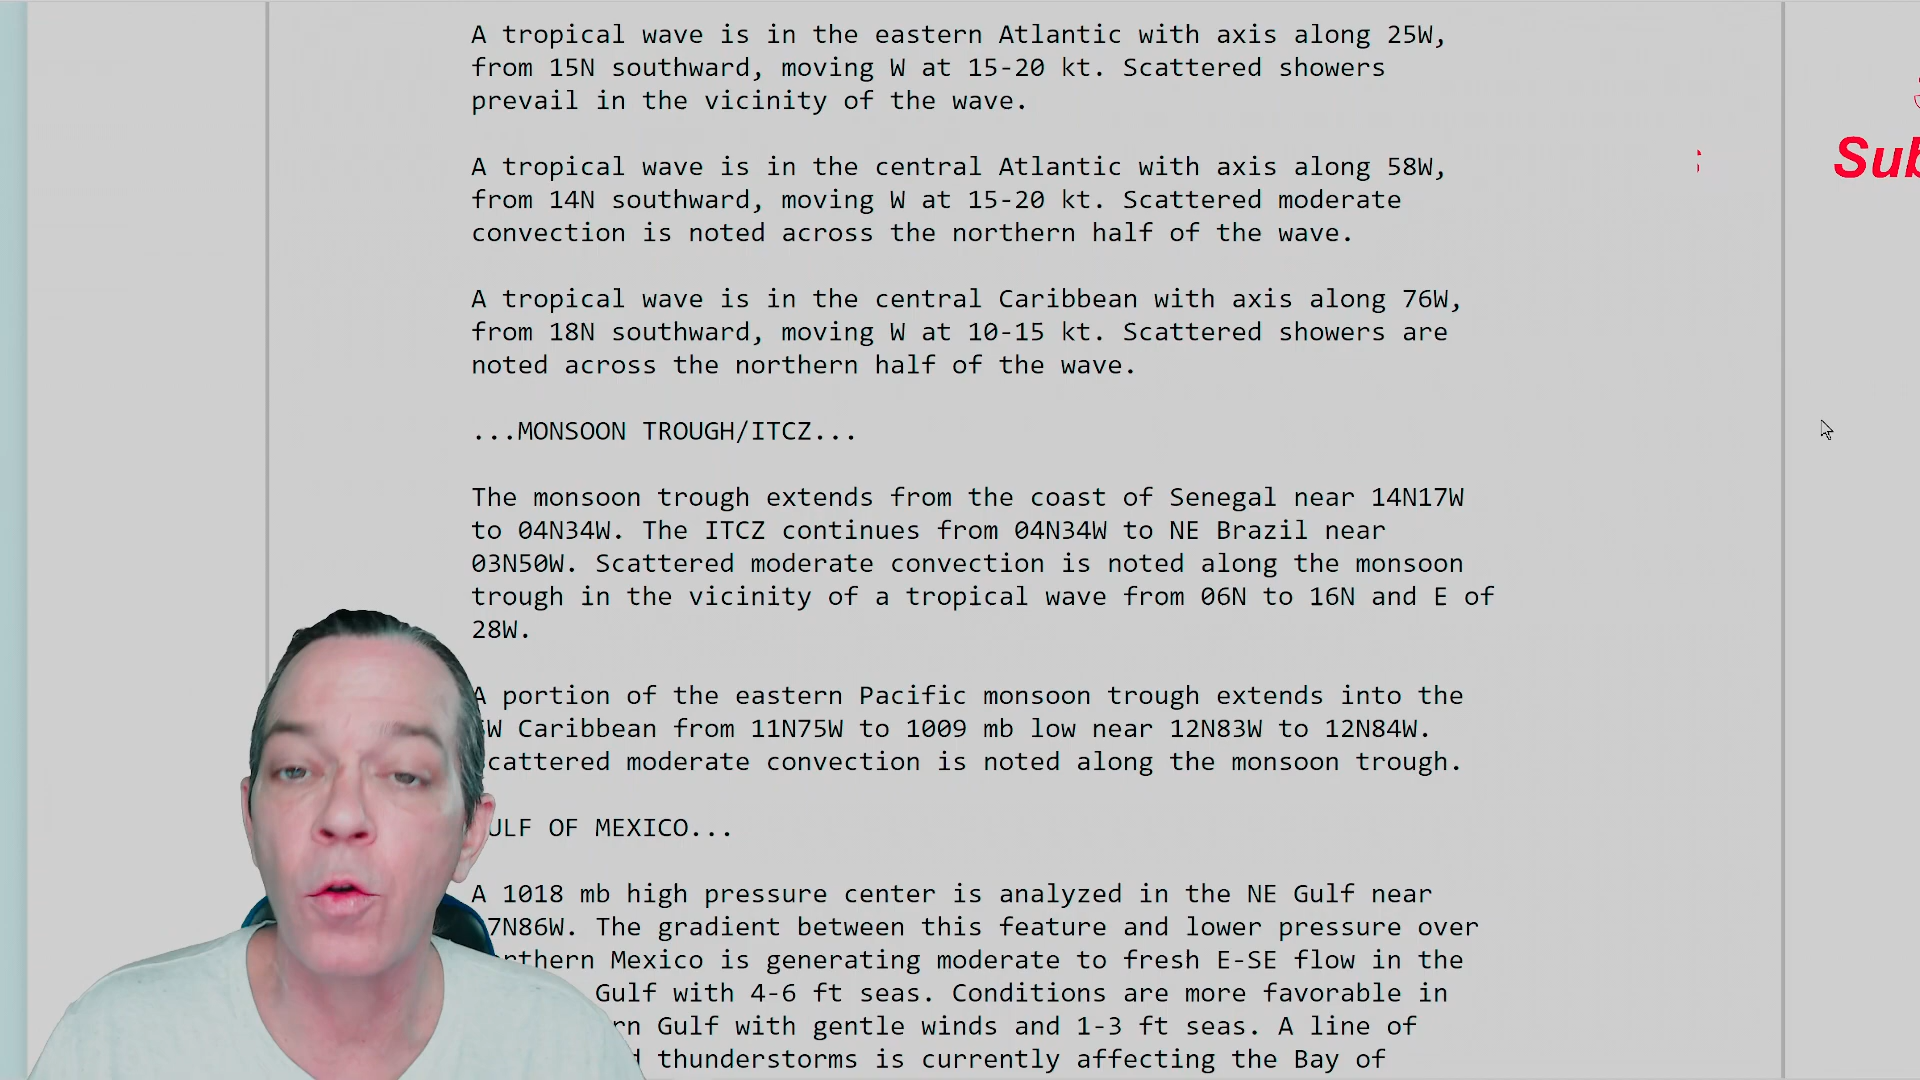 A tropical wave is in the eastern Atlantic with axis along 25W,
from 15N southward, moving W at 15-20 kt. Scattered showers
prevail in the vicinity of the wave.
A tropical wave is in the central Atlantic with axis along 58W,
from 14N southward, moving W at 15-20 kt. Scattered moderate
convection is noted across the northern half of the wave.
A tropical wave is in the central Caribbean with axis along 76W,
from 18N southward, moving W at 10-15 kt. Scattered showers are
noted across the northern half of the wave.
...MONSOON TROUGH/ITCZ...
The monsoon trough extends from the coast of Senegal near 14N17W
to 04N34W. The ITCZ continues from 04N34W to NE Brazil near
03N50W. Scattered moderate convection is noted along the monsoon
trough in the vicinity of a tropical wave from 06N to 16N and E of
28W.
A portion of the eastern Pacific monsoon trough extends into the
W Caribbean from 11N75W to 1009 mb low near 12N83W to 12N84W.
cattered moderate convection is noted along the monsoon trough.
ULF OF MEXICO...
A 1018 mb high pressure center is analyzed in the NE Gulf near
7N86W. The gradient between this feature and lower pressure over
rthern Mexico is generating moderate to fresh E-SE flow in the
Gulf with 4-6 ft seas. Conditions are more favorable in
rn Gulf with gentle winds and 1-3 ft seas. A line of
thunderstorms is currently affecting the Bay of
Sub